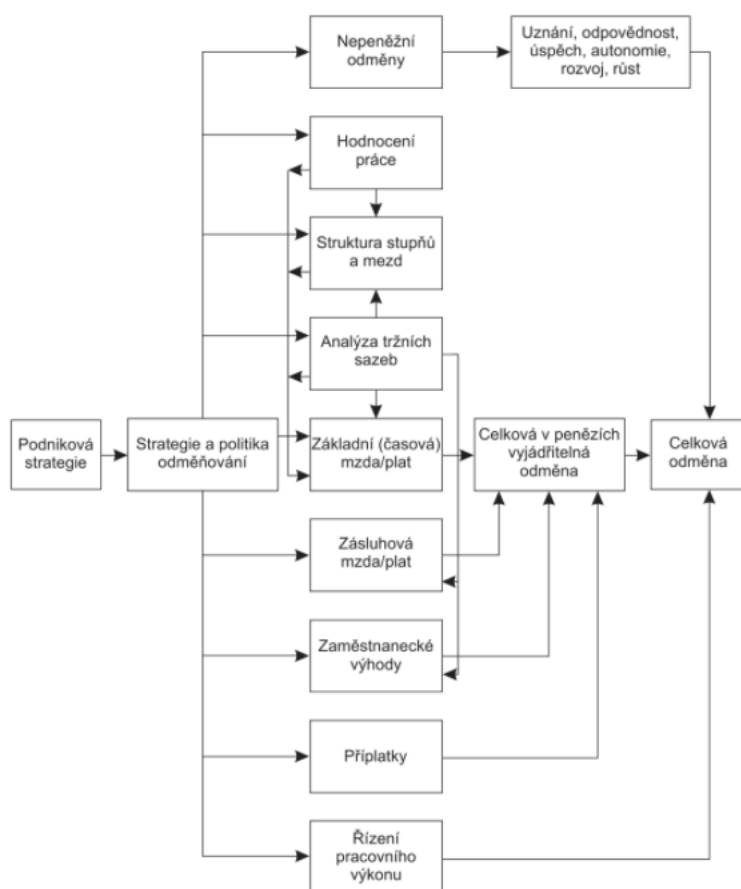 Nepeněžní
odměny
Uznání, odpovědnost,
úspěch, autonomie,
rozvoj, růst
Hodnocení
práce
Struktura stupňů
a mezd
Analýza tržních
sazeb
Podniková
strategie
Strategie a politika
odměňování
Základní (časová)
mzda/plat
Celková v penězích
vyjádřitelná
odměna
Celková
odměna
Zásluhová
mzda/plat
Zaměstnanecké
výhody
Příplatky
Řízení
pracovního
výkonu